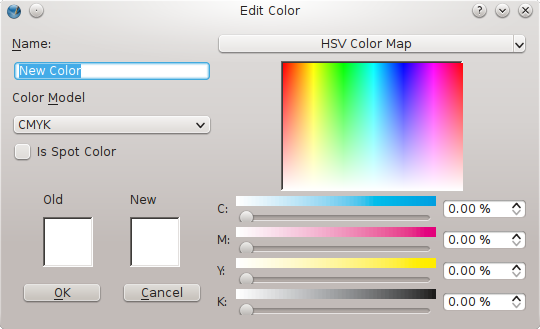 Edit Color
Name:
HSV Color Map
New Color
Color Model
CMYK
Is Spot Color
Old New
C: 0.00 %
M: 0.00 %
Y: 0.00 %
K: 0.00 %
OK Cancel